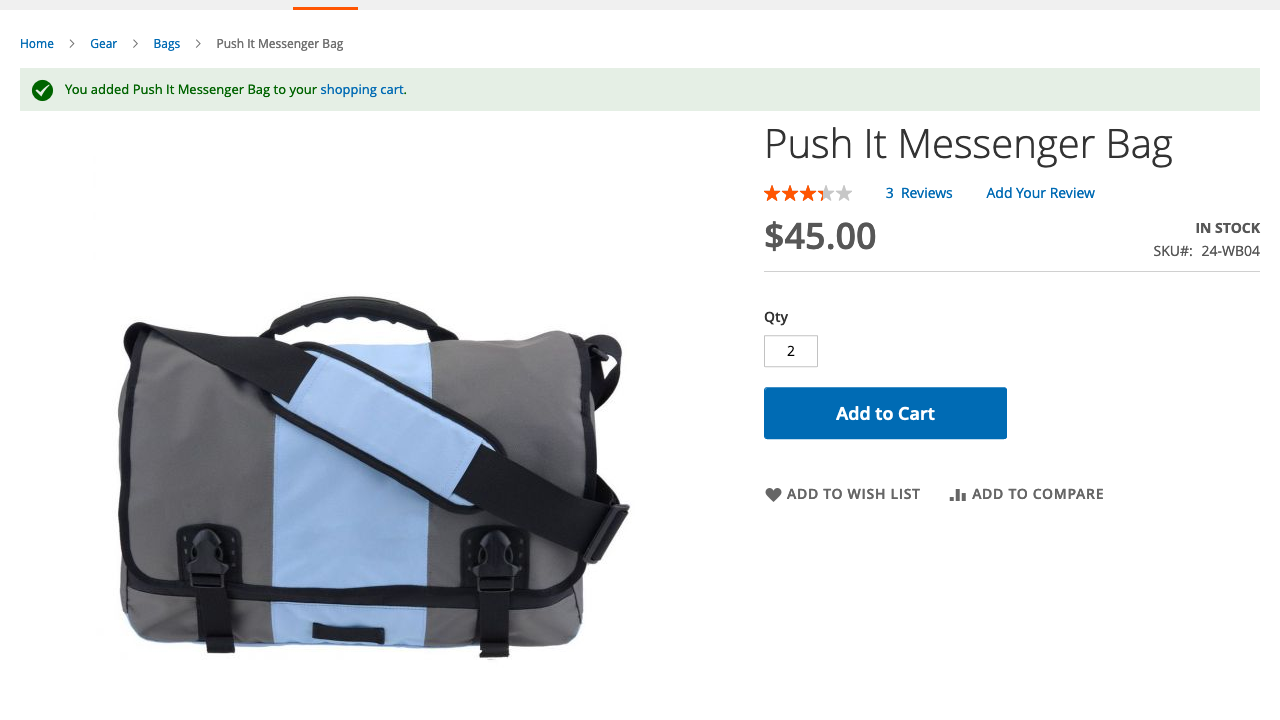 Home > Gear > Bags > Push It Messenger Bag
You added Push It Messenger Bag to your shopping cart.
Push It Messenger Bag
3 Reviews Add Your Review
$45.00
IN STOCK
SKU#: 24-WB04
Qty
2
Add to Cart
ADD TO WISH LIST ADD TO COMPARE